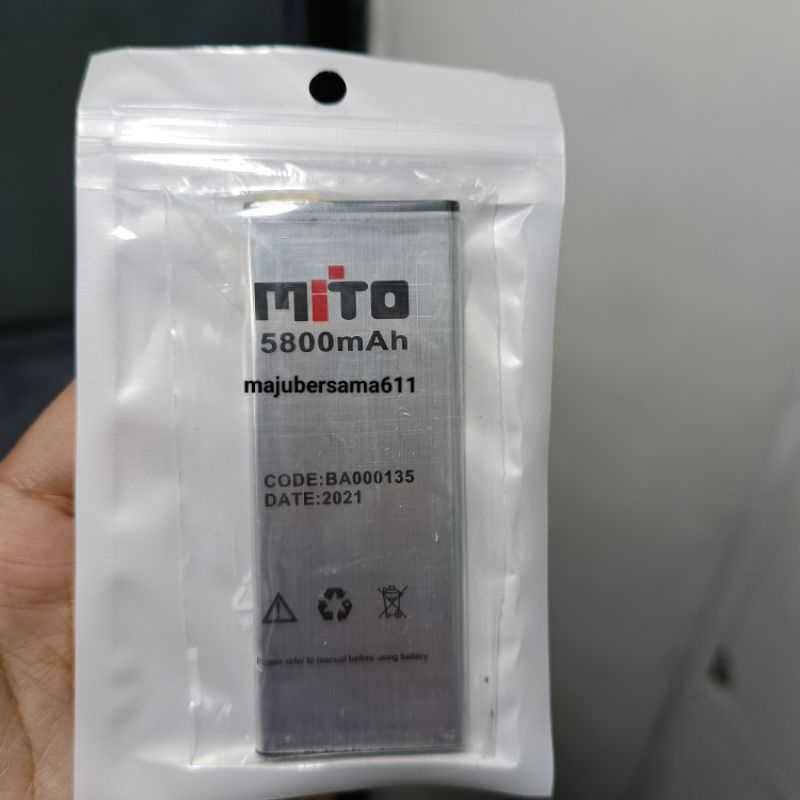 MiTO
5800mAh
majubersama611
CODE:BA000135
DATE:2021
Please refer to manual before using battery